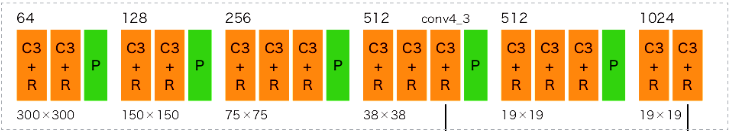 64 128 256 512 conv4_3 512 1024
C3 C3 P C3 C3 P C3 C3 C3 P C3 C3 C3 P C3 C3 C3 P C3 C3
+ + + + + + + + + + + + + + +
R R R R R R R R R R R R R R R
300×300 150×150 75×75 38×38 19×19 19×19